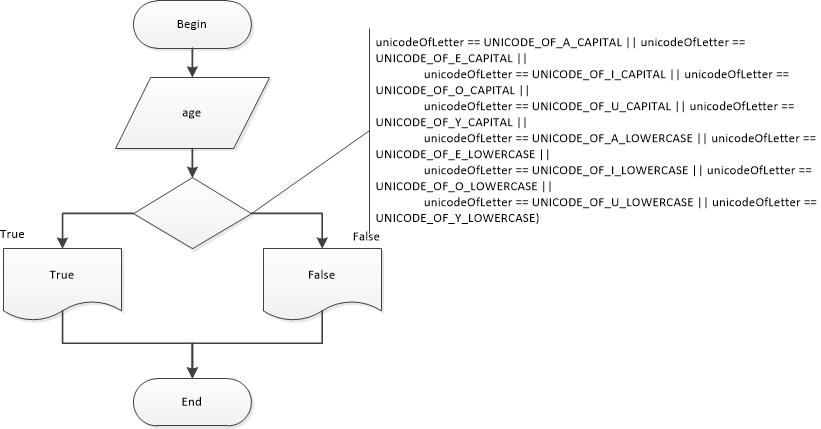 Begin
unicodeOfLetter == UNICODE_OF_A_CAPITAL || unicodeOfLetter ==
UNICODE_OF_E_CAPITAL ||
unicodeOfLetter == UNICODE_OF_I_CAPITAL || unicodeOfLetter ==
UNICODE_OF_O_CAPITAL ||
unicodeOfLetter == UNICODE_OF_U_CAPITAL || unicodeOfLetter ==
UNICODE_OF_Y_CAPITAL ||
unicodeOfLetter == UNICODE_OF_A_LOWERCASE || unicodeOfLetter ==
UNICODE_OF_E_LOWERCASE ||
unicodeOfLetter == UNICODE_OF_I_LOWERCASE || unicodeOfLetter ==
UNICODE_OF_O_LOWERCASE ||
unicodeOfLetter == UNICODE_OF_U_LOWERCASE || unicodeOfLetter ==
UNICODE_OF_Y_LOWERCASE)
age
True
False
True
False
End